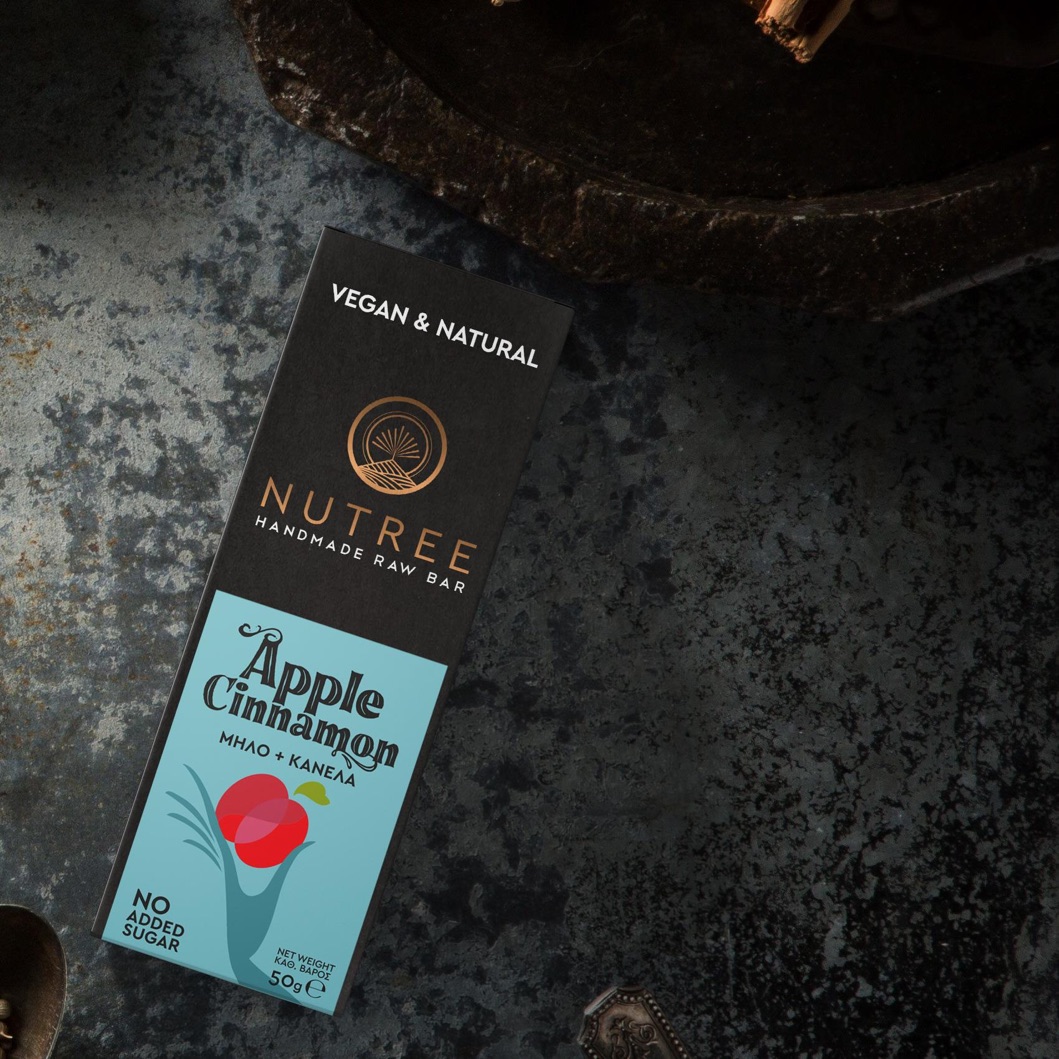 VEGAN & NATURAL
NUTREE
HANDMADE RAW BAR
Apple
Cinnamon
ΜΗΛΟ + ΚΑΝΕΛΑ
NO
ADDED
SUGAR
NET WEIGHT
ΚΑΘ. ΒΑΡΟΣ
50g ℮